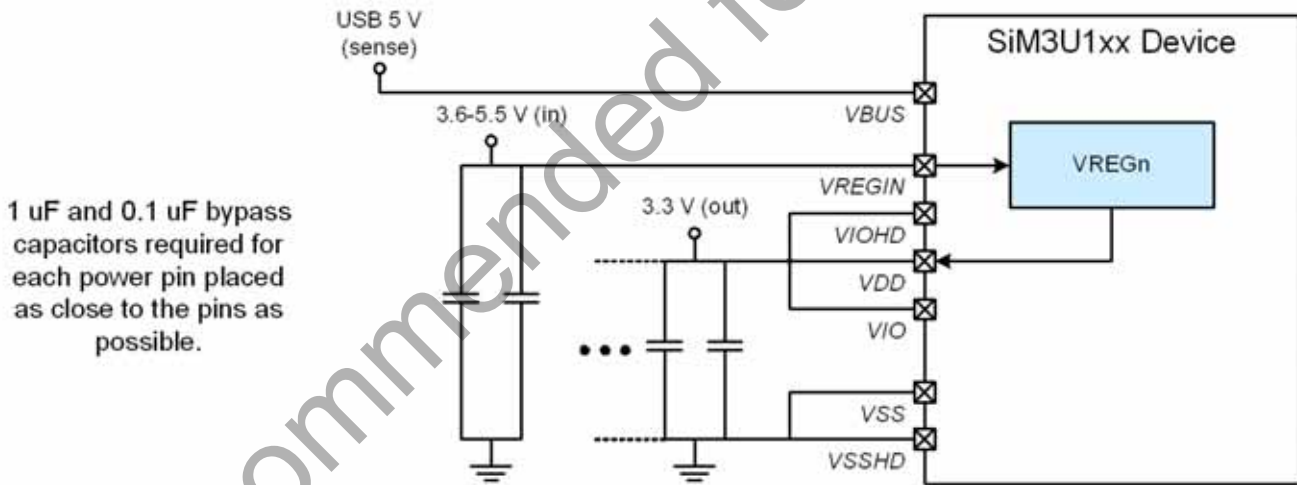 USB 5 V
(sense)
SiM3U1xx Device
3.6-5.5 V (in)
VBUS
VREGn
VREGIN
1 uF and 0.1 uF bypass
capacitors required for
each power pin placed
as close to the pins as
possible.
3.3 V (out)
VIOHD
VDD
VIO
VSS
VSSHD
ommended fo